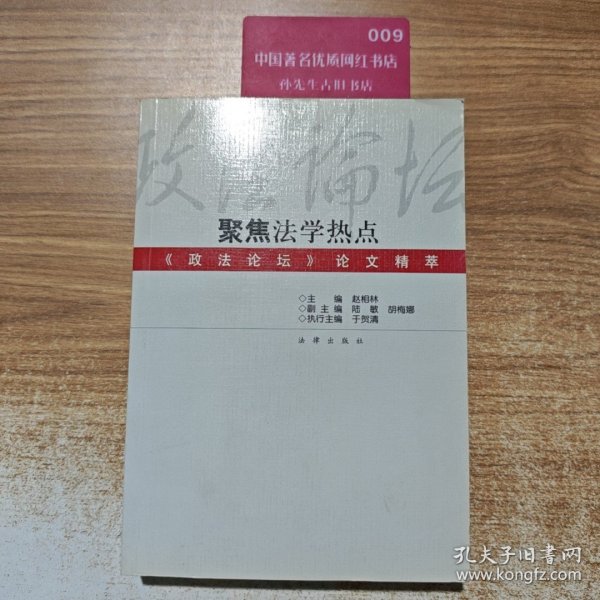 009
中国著名优质网红书店
孙先生古旧书店
政法论坛
聚焦法学热点
《政法论坛》论文精萃
◇主 编 赵相林
◇副主编 陆 敏 胡梅娜
◇执行主编 于贺清
法律出版社
孔夫子旧书网
www.kongfz.com